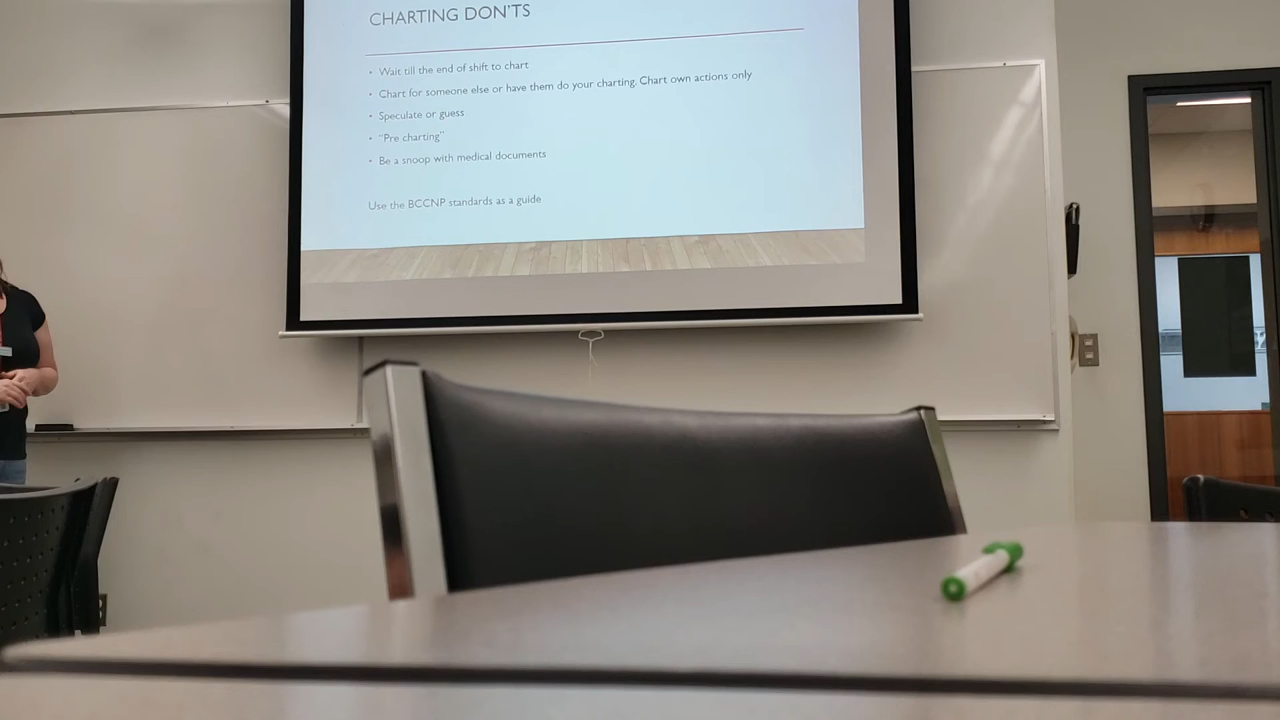 CHARTING DON'TS
• Wait till the end of shift to chart
• Chart for someone else or have them do your charting. Chart own actions only
• Speculate or guess
• "Pre charting"
• Be a snoop with medical documents
Use the BCCNP standards as a guide